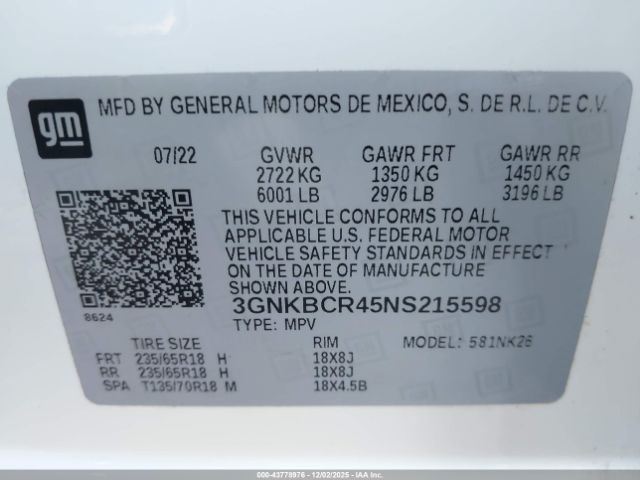 gm
MFD BY GENERAL MOTORS DE MEXICO, S. DE R.L. DE C.V.
07/22 GVWR GAWR FRT GAWR RR
2722 KG 1350 KG 1450 KG
6001 LB 2976 LB 3196 LB
THIS VEHICLE CONFORMS TO ALL
APPLICABLE U.S. FEDERAL MOTOR
VEHICLE SAFETY STANDARDS IN EFFECT
ON THE DATE OF MANUFACTURE
SHOWN ABOVE.
3GNKBCR45NS215598
8624
TYPE: MPV MODEL: 581NK26
TIRE SIZE RIM
FRT 235/65R18 H 18X8J
RR 235/65R18 H 18X8J
SPA T135/70R18 M 18X4.5B
000-43778976 • 12/02/2025 - IAA Inc.